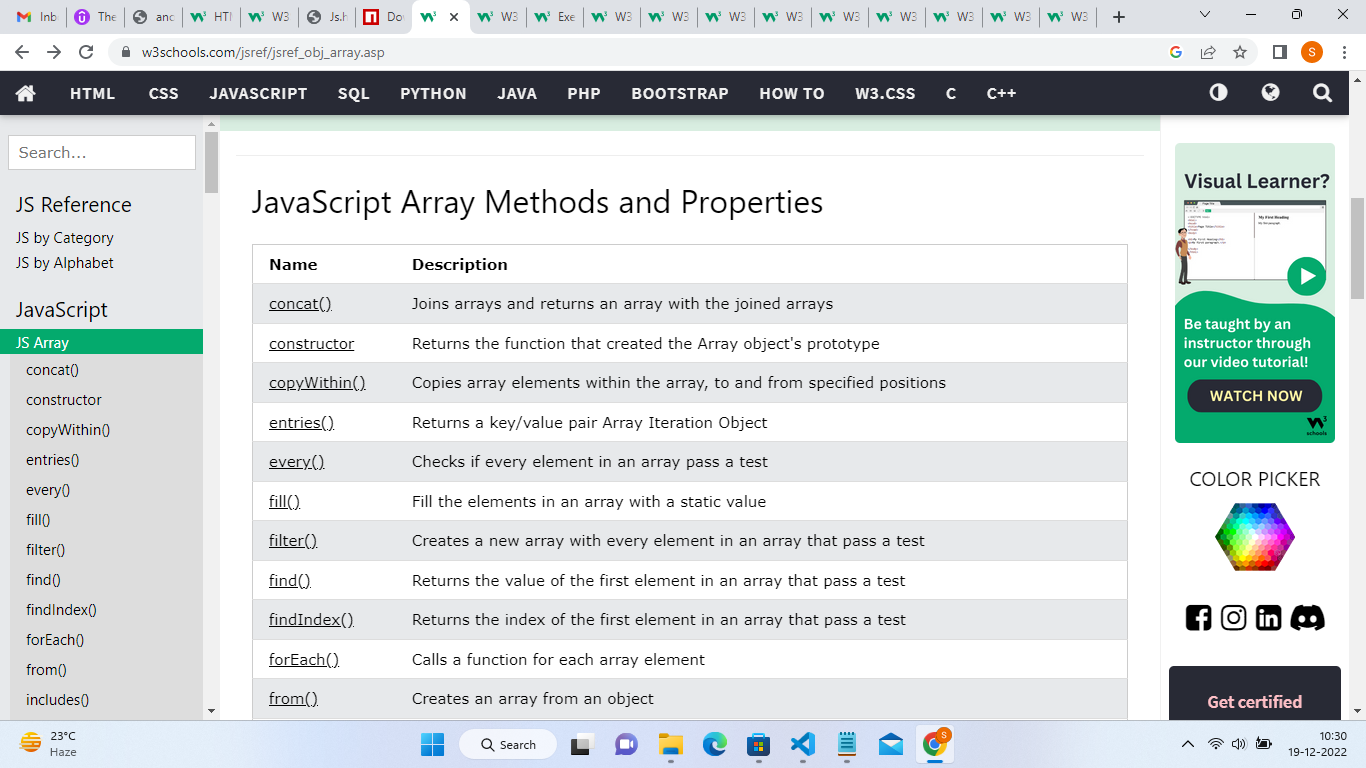 Inb
The
anc
HTM
W3
Js.h
Dov
W3
Exe
W3
W3
W3
W3
W3
W3
W3
W3
W3
w3schools.com/jsref/jsref_obj_array.asp
S
HTML CSS JAVASCRIPT SQL PYTHON JAVA PHP BOOTSTRAP HOW TO W3.CSS C C++
Search...
JS Reference
JS by Category
JS by Alphabet
JavaScript
JS Array
concat()
constructor
copyWithin()
entries()
every()
fill()
filter()
find()
findIndex()
forEach()
from()
includes()
JavaScript Array Methods and Properties
Name Description
concat() Joins arrays and returns an array with the joined arrays
constructor Returns the function that created the Array object's prototype
copyWithin() Copies array elements within the array, to and from specified positions
entries() Returns a key/value pair Array Iteration Object
every() Checks if every element in an array pass a test
fill() Fill the elements in an array with a static value
filter() Creates a new array with every element in an array that pass a test
find() Returns the value of the first element in an array that pass a test
findIndex() Returns the index of the first element in an array that pass a test
forEach() Calls a function for each array element
from() Creates an array from an object
Visual Learner?
My First Heading
Be taught by an
instructor through
our video tutorial!
WATCH NOW
W3
schools
COLOR PICKER
Get certified
23°C
Haze
Search
S
10:30
19-12-2022